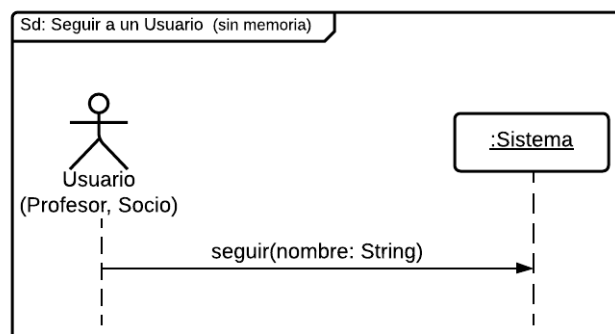 Sd: Seguir a un Usuario (sin memoria)
:Sistema
Usuario
(Profesor, Socio)
seguir(nombre: String)